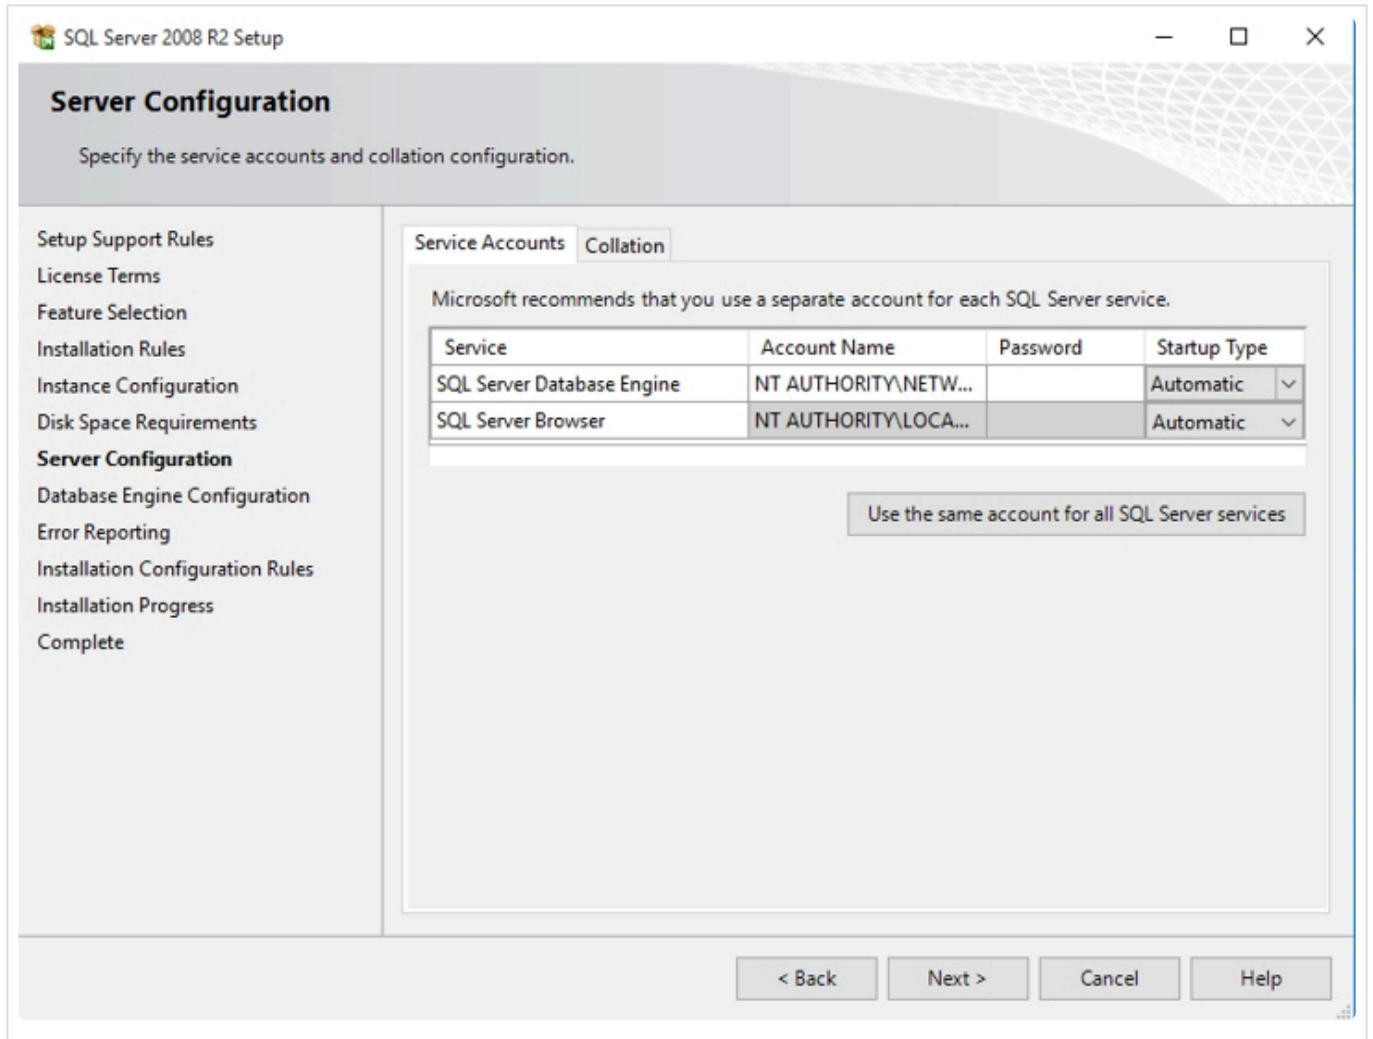 SQL Server 2008 R2 Setup
Server Configuration
Specify the service accounts and collation configuration.
Setup Support Rules
License Terms
Feature Selection
Installation Rules
Instance Configuration
Disk Space Requirements
Server Configuration
Database Engine Configuration
Error Reporting
Installation Configuration Rules
Installation Progress
Complete
Service Accounts Collation
Microsoft recommends that you use a separate account for each SQL Server service.
Service Account Name Password Startup Type
SQL Server Database Engine NT AUTHORITY\NETW... Automatic
SQL Server Browser NT AUTHORITY\LOCA... Automatic
Use the same account for all SQL Server services
< Back Next > Cancel Help